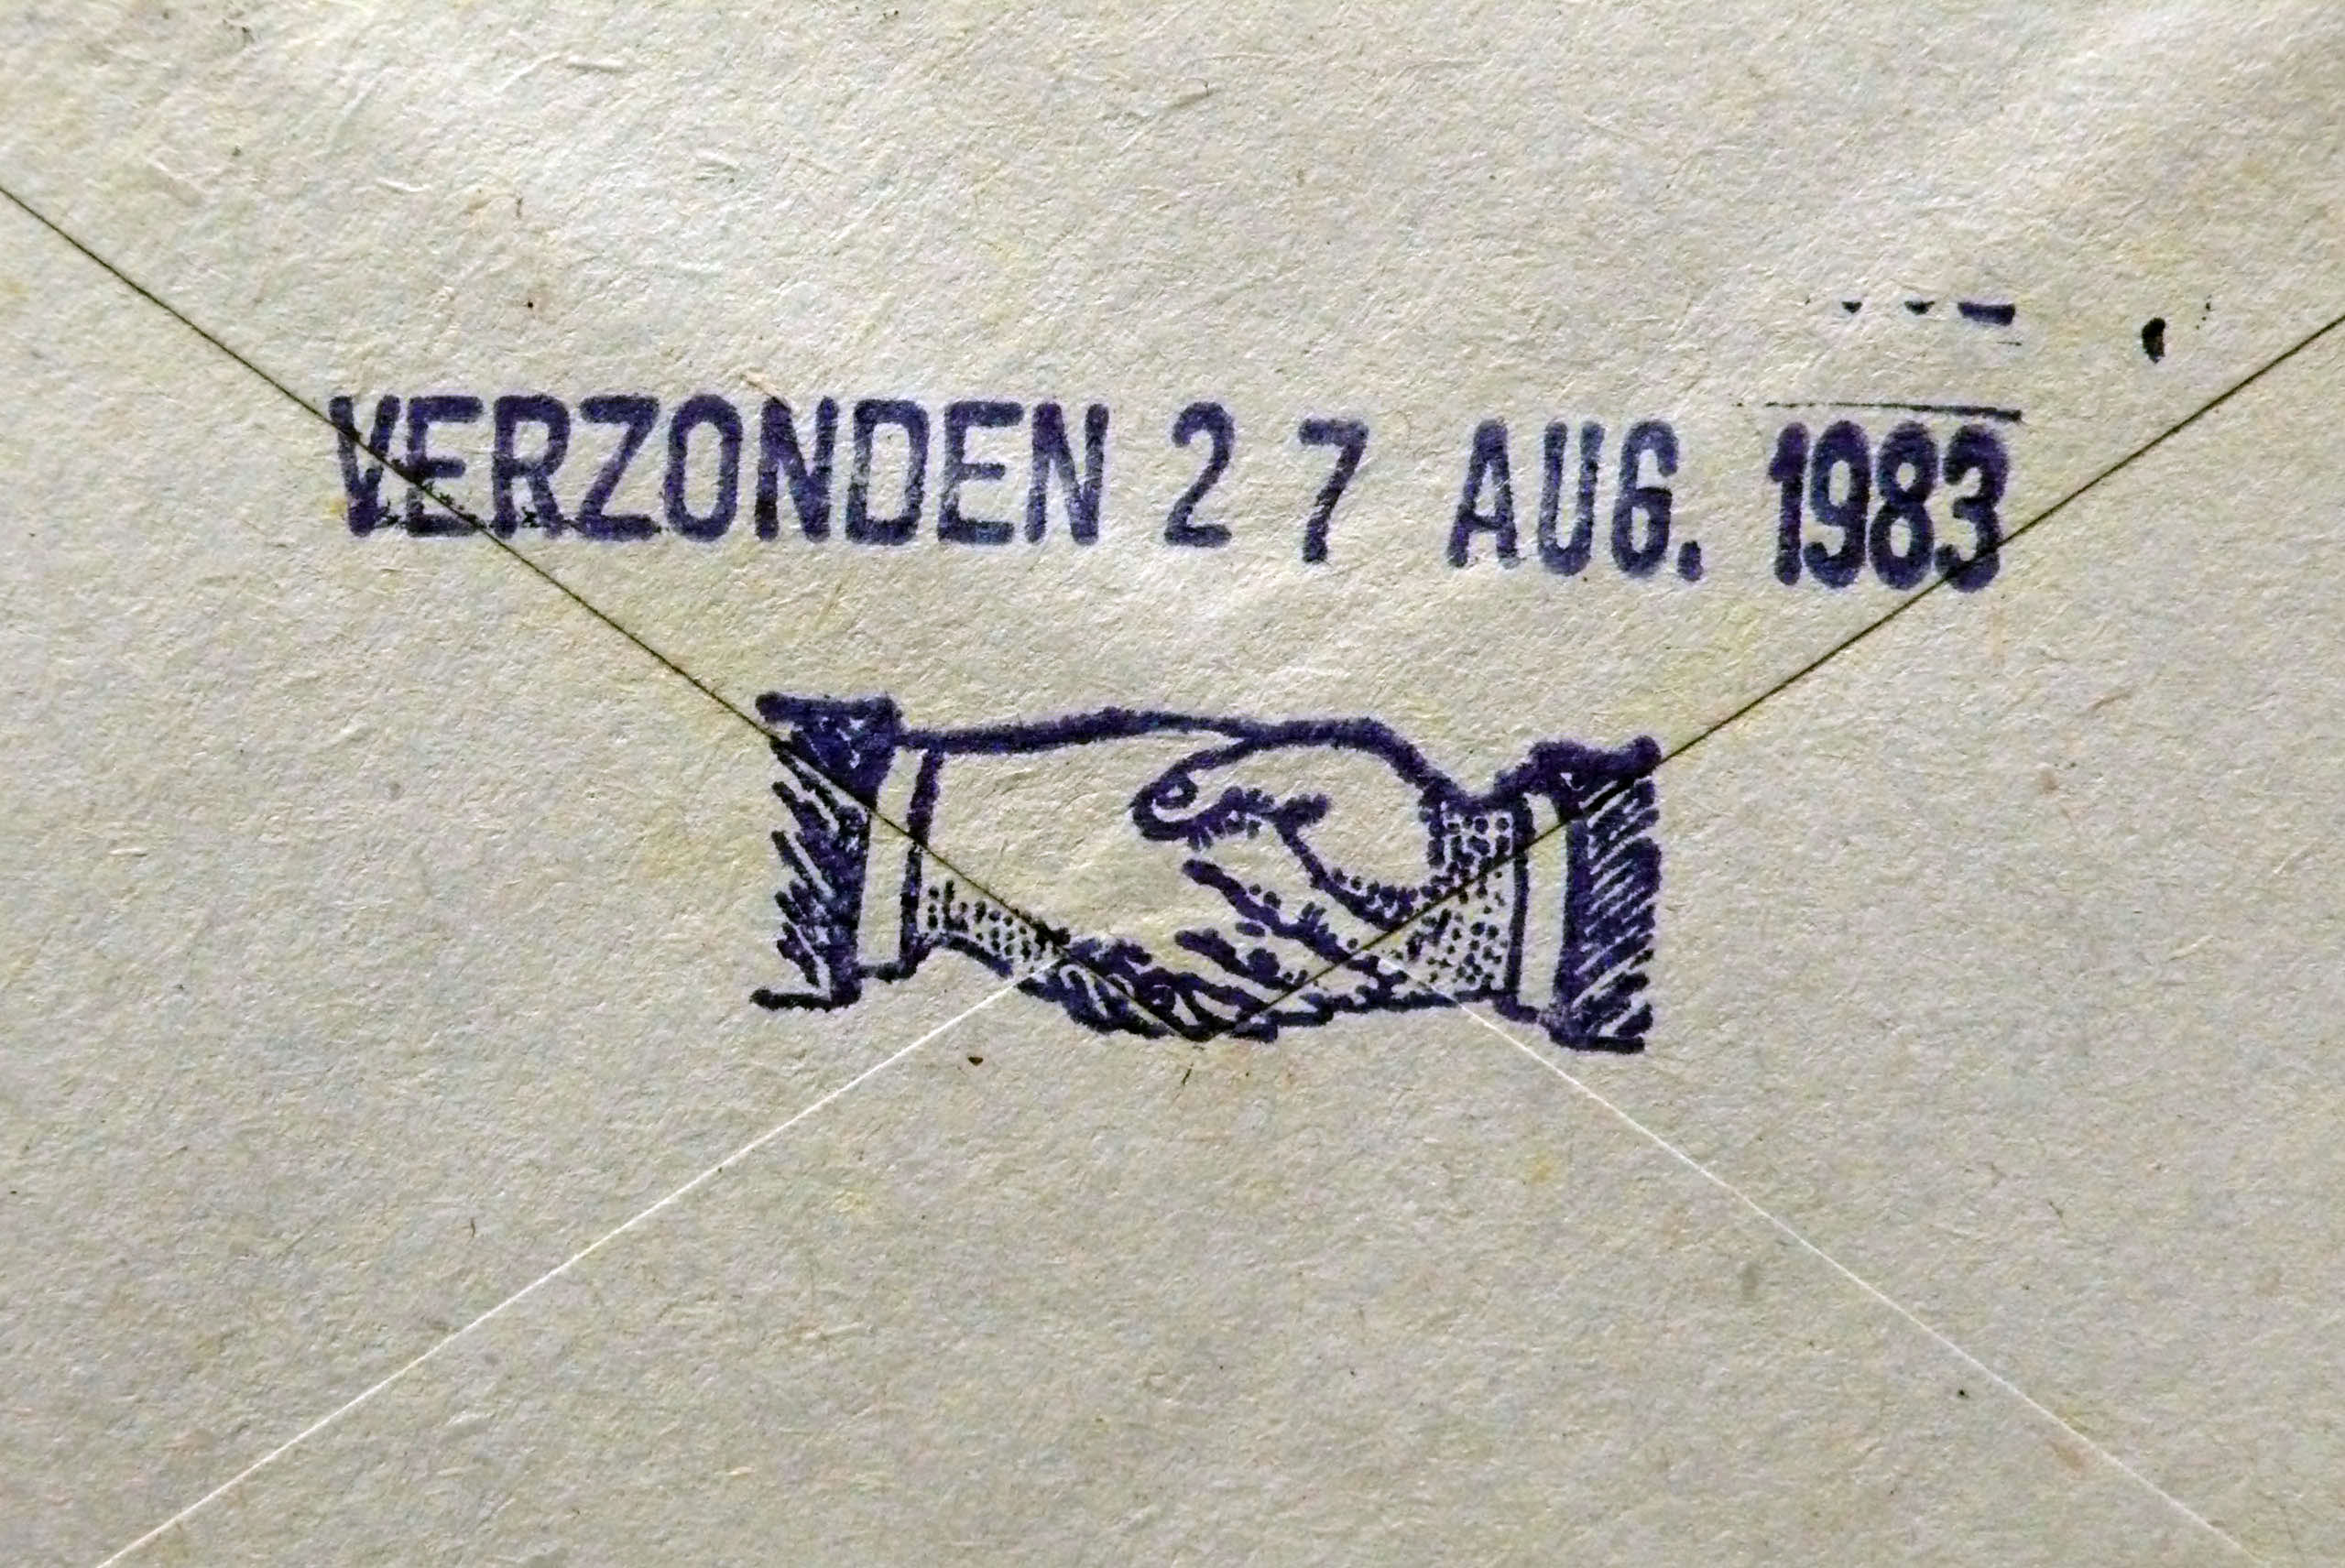 VERZONDEN 2 7 AUG. 1983